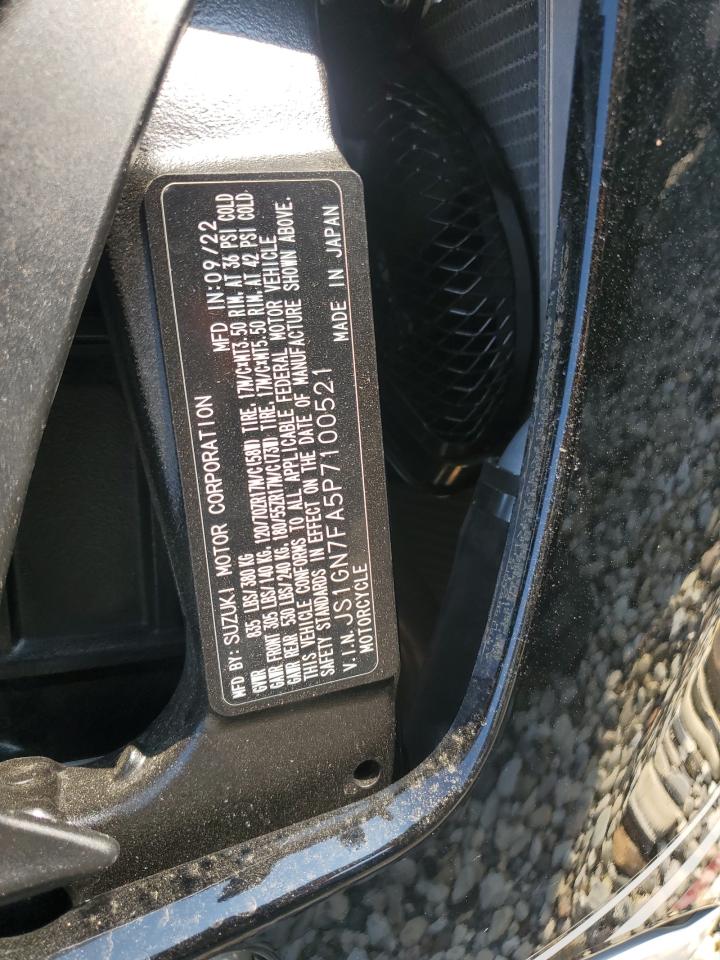 MFD BY: SUZUKI MOTOR CORPORATION MFD IN:09/22
GVWR 835 LBS/ 380 KG
GAWR FRONT 305 LBS/140 KG, 120/70ZR17M/C(58W) TIRE, 17M/C×MT3.50 RIM, AT 36 PSI COLD
GAWR REAR 530 LBS/240 KG, 180/55ZR17M/C(73W) TIRE, 17M/C×MT5.50 RIM, AT 42 PSI COLD.
THIS VEHICLE CONFORMS TO ALL APPLICABLE FEDERAL MOTOR VEHICLE
SAFETY STANDARDS IN EFFECT ON THE DATE OF MANUFACTURE SHOWN ABOVE.
V.I.N. JS1GN7FA5P7100521 MADE IN JAPAN
MOTORCYCLE